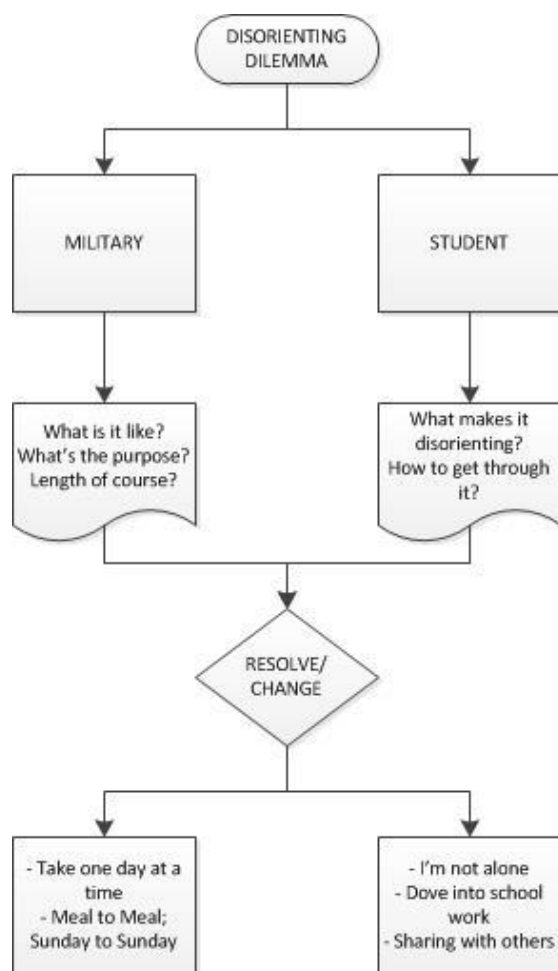 DISORIENTING
DILEMMA
MILITARY
STUDENT
What is it like?
What's the purpose?
Length of course?
What makes it
disorienting?
How to get through
it?
RESOLVE/
CHANGE
- Take one day at a
time
- Meal to Meal;
Sunday to Sunday
- I'm not alone
- Dove into school
work
- Sharing with others